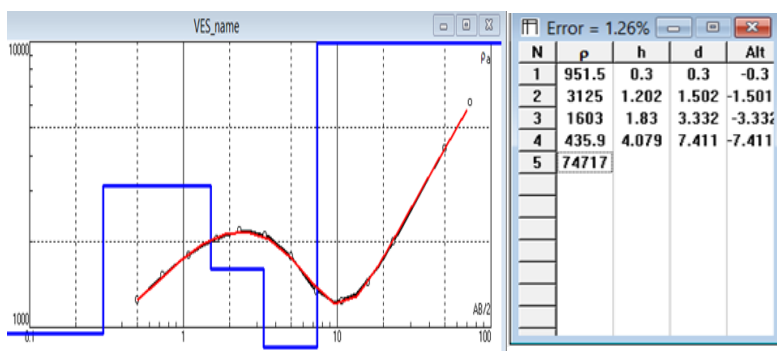 VES_name
10000
ρa
1000
AB/2
0.1 1 10 100
Error = 1.26%
N ρ h d Alt
1 951.5 0.3 0.3 -0.3
2 3125 1.202 1.502 -1.501
3 1603 1.83 3.332 -3.332
4 435.9 4.079 7.411 -7.411
5 74717